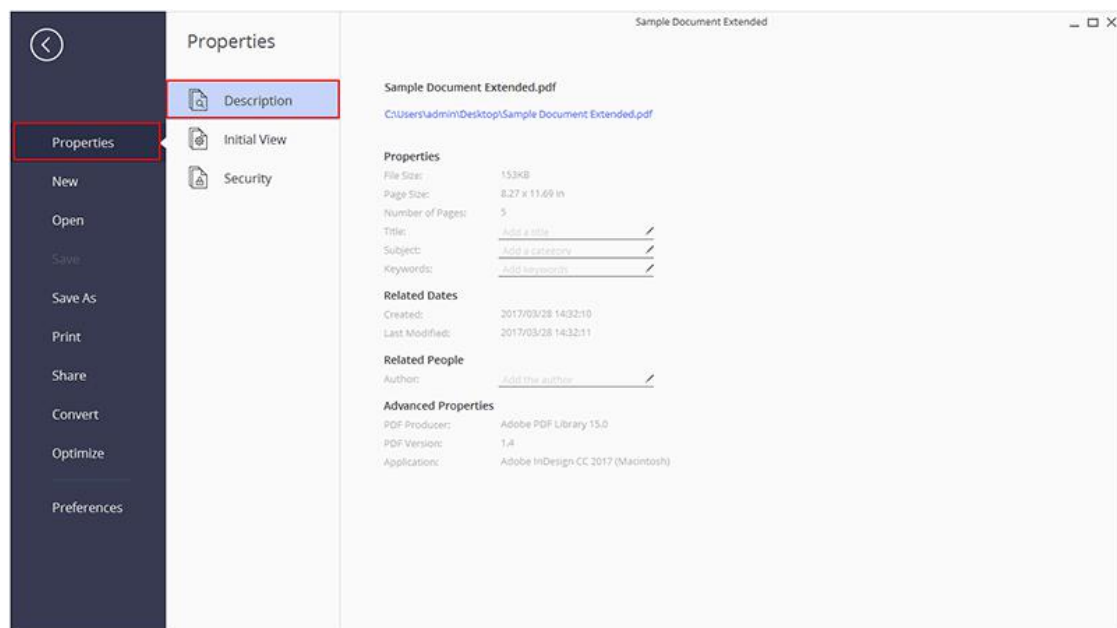 Sample Document Extended
Properties
Properties
New
Open
Save
Save As
Print
Share
Convert
Optimize
Preferences
Description
Initial View
Security
Sample Document Extended.pdf
C:\Users\admin\Desktop\Sample Document Extended.pdf
Properties
File Size: 153KB
Page Size: 8.27 x 11.69 in
Number of Pages: 5
Title: Add a title
Subject: Add a category
Keywords: Add keywords
Related Dates
Created: 2017/03/28 14:32:10
Last Modified: 2017/03/28 14:32:11
Related People
Author: Add the author
Advanced Properties
PDF Producer: Adobe PDF Library 15.0
PDF Version: 1.4
Application: Adobe InDesign CC 2017 (Macintosh)